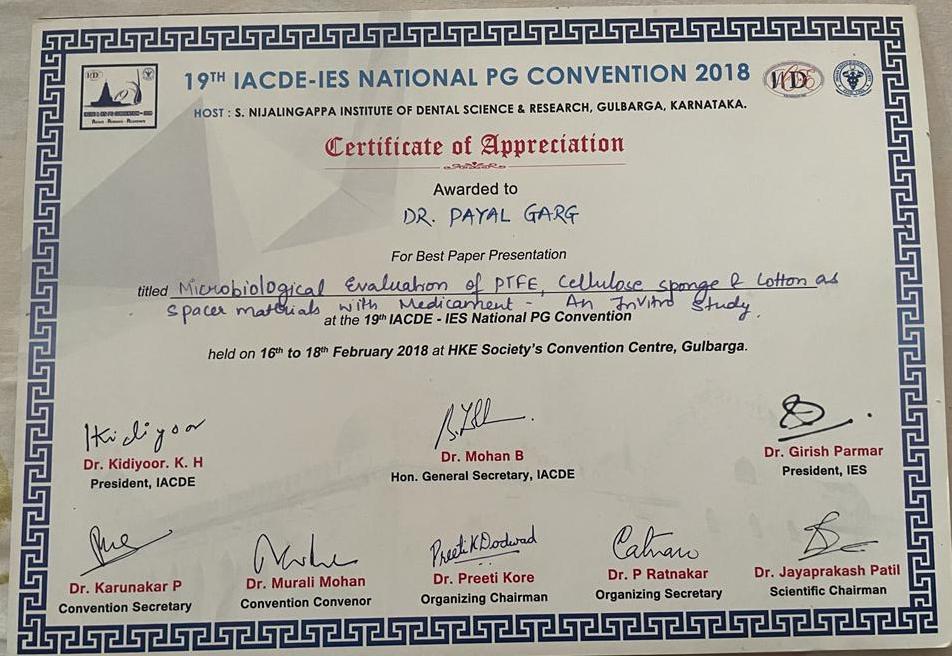 19TH IACDE-IES NATIONAL PG CONVENTION 2018
HOST : S. NIJALINGAPPA INSTITUTE OF DENTAL SCIENCE & RESEARCH, GULBARGA, KARNATAKA.
Certificate of Appreciation
Awarded to
DR. PAYAL GARG
For Best Paper Presentation
titled Microbiological Evaluation of PTFE, Cellulose sponge & Cotton as
spacer materials with Medicament - An InVitro Study.
at the 19th IACDE - IES National PG Convention
held on 16th to 18th February 2018 at HKE Society's Convention Centre, Gulbarga.
Kidiyoor
Dr. Kidiyoor. K. H
President, IACDE
Dr. Mohan B
Hon. General Secretary, IACDE
Dr. Girish Parmar
President, IES
Dr. Karunakar P
Convention Secretary
Dr. Murali Mohan
Convention Convenor
Preeti K Dodwad
Dr. Preeti Kore
Organizing Chairman
Dr. P Ratnakar
Organizing Secretary
Dr. Jayaprakash Patil
Scientific Chairman